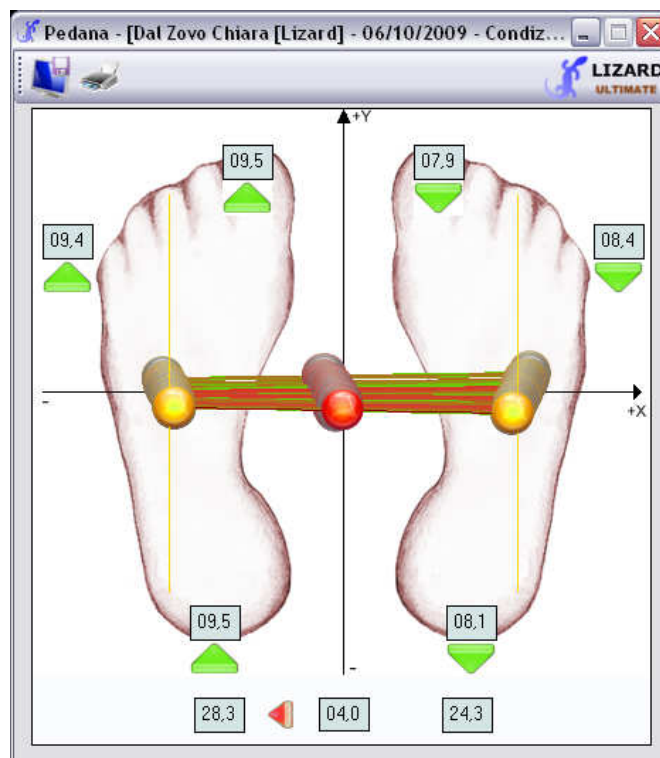 Pedana - [Dal Zovo Chiara [Lizard] - 06/10/2009 - Condiz...
LIZARD
ULTIMATE
+Y
09,5
07,9
09,4
08,4
-
+X
09,5
08,1
-
28,3
04,0
24,3